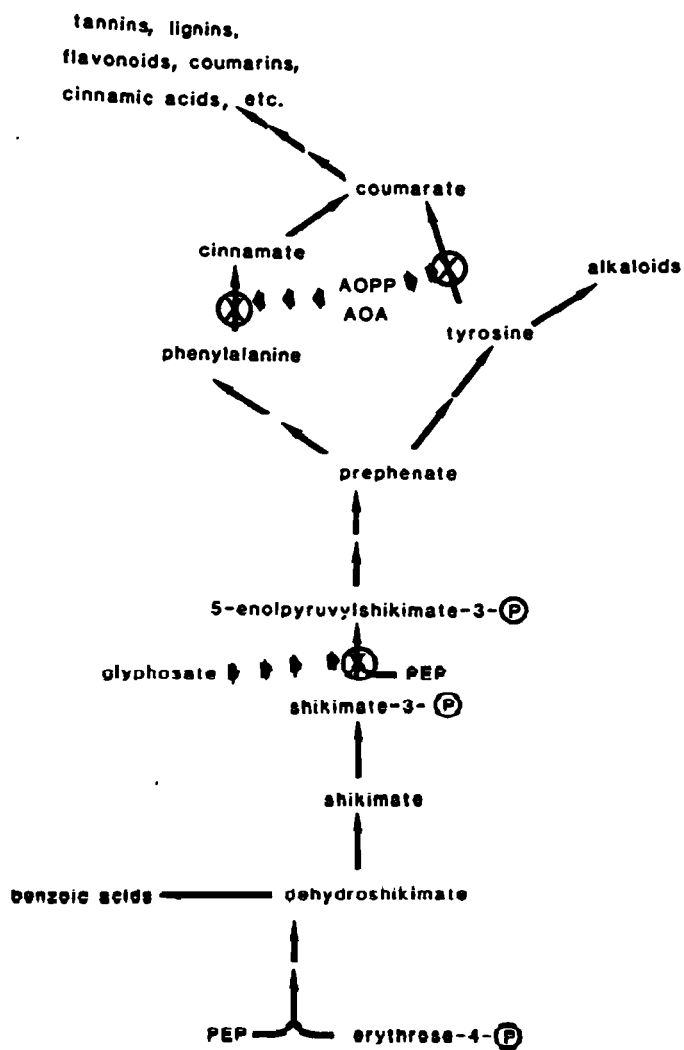 tannins, lignins,
flavonoids, coumarins,
cinnamic acids, etc.
coumarate
cinnamate
alkaloids
AOPP
AOA
tyrosine
phenylalanine
prephenate
5-enolpyruvylshikimate-3-P
glyphosate
PEP
shikimate-3-P
shikimate
benzoic acids
dehydroshikimate
PEP
erythrose-4-P